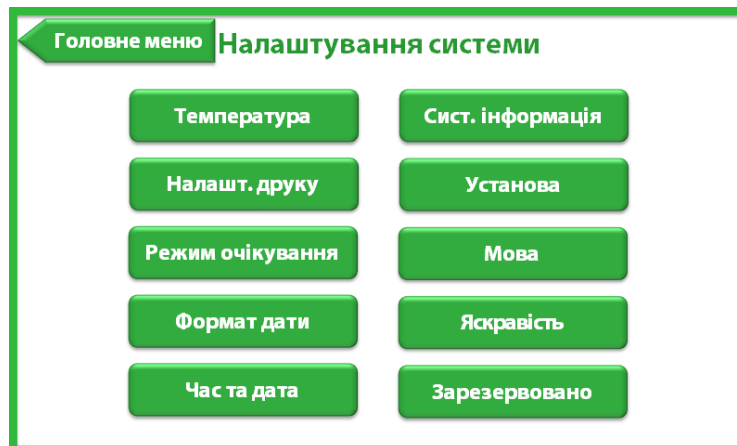 Головне меню
Налаштування системи
Температура
Сист. інформація
Налашт. друку
Установа
Режим очікування
Мова
Формат дати
Яскравість
Час та дата
Зарезервовано